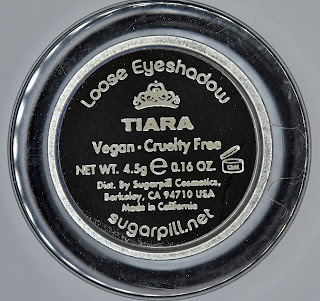 Loose Eyeshadow
TIARA
Vegan • Cruelty Free
NET WT. 4.5g e 0.16 OZ.
Dist. By Sugarpill Cosmetics,
Berkeley, CA 94710 USA
Made in California
sugarpill.net